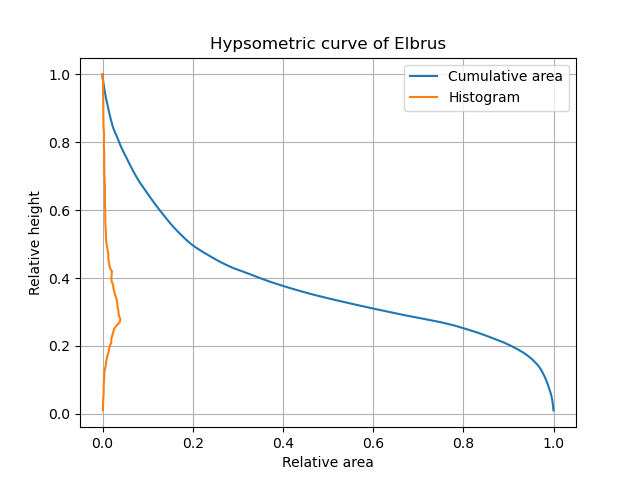 Hypsometric curve of Elbrus
Cumulative area
Histogram
Relative height
1.0
0.8
0.6
0.4
0.2
0.0
0.0 0.2 0.4 0.6 0.8 1.0
Relative area